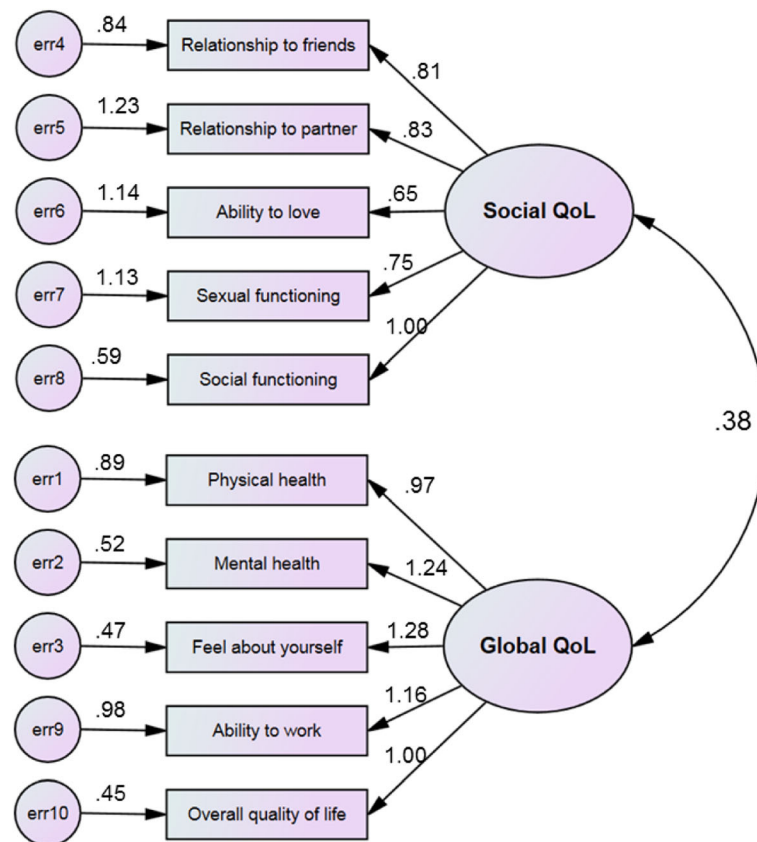 err4 .84 Relationship to friends .81
err5 1.23 Relationship to partner .83
err6 1.14 Ability to love .65 Social QoL
err7 1.13 Sexual functioning .75
err8 .59 Social functioning 1.00
.38
err1 .89 Physical health .97
err2 .52 Mental health 1.24
err3 .47 Feel about yourself 1.28 Global QoL
err9 .98 Ability to work 1.16
err10 .45 Overall quality of life 1.00